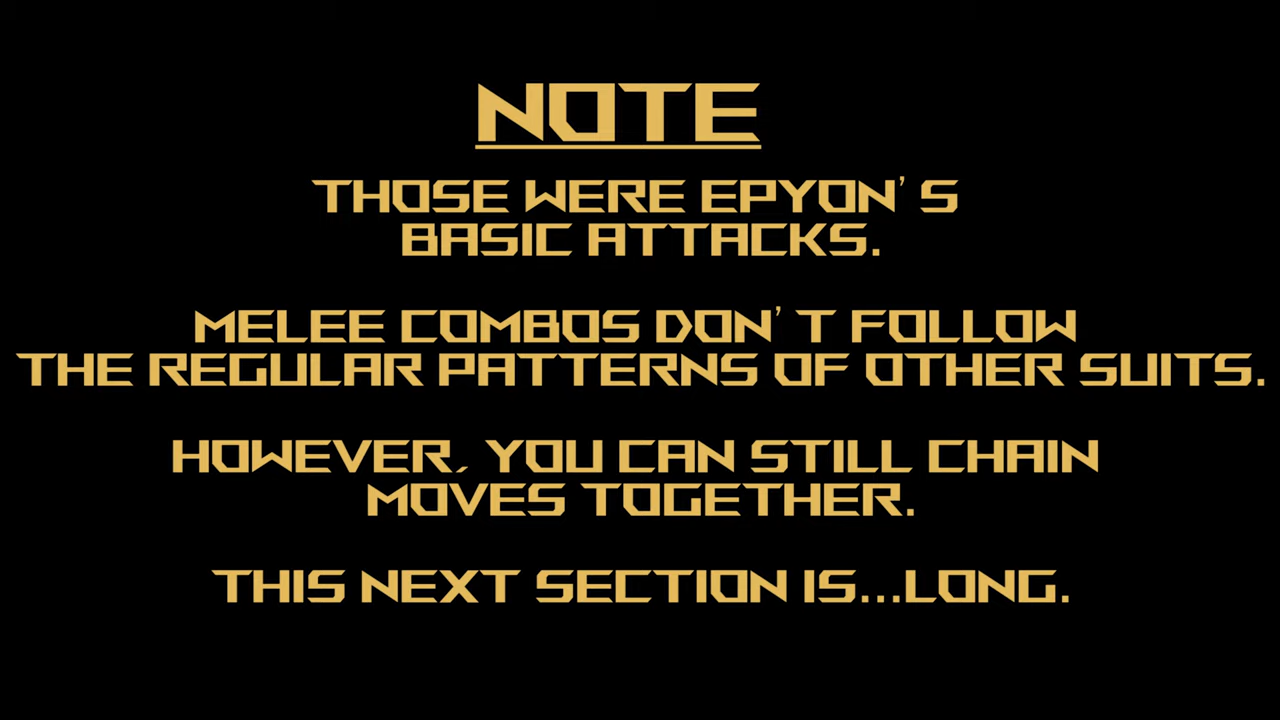 NOTE
THOSE WERE EPYON'S
BASIC ATTACKS.
MELEE COMBOS DON'T FOLLOW
THE REGULAR PATTERNS OF OTHER SUITS.
HOWEVER, YOU CAN STILL CHAIN
MOVES TOGETHER.
THIS NEXT SECTION IS...LONG.